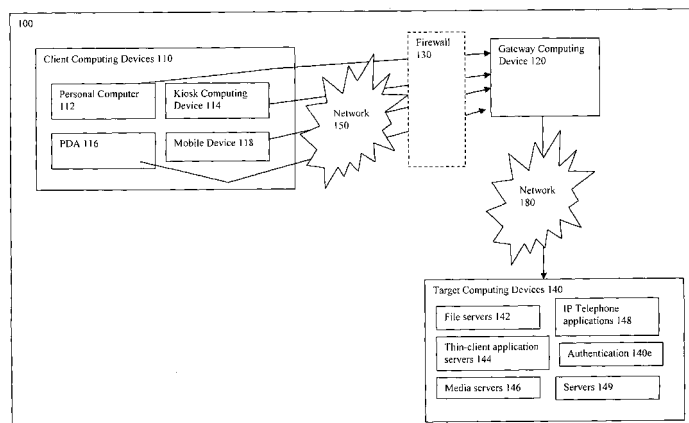 100
Client Computing Devices 110
Personal Computer
112
Kiosk Computing
Device 114
PDA 116
Mobile Device 118
Network
150
Firewall
130
Gateway Computing
Device 120
Network
180
Target Computing Devices 140
File servers 142
IP Telephone
applications 148
Thin-client application
servers 144
Authentication 140e
Media servers 146
Servers 149